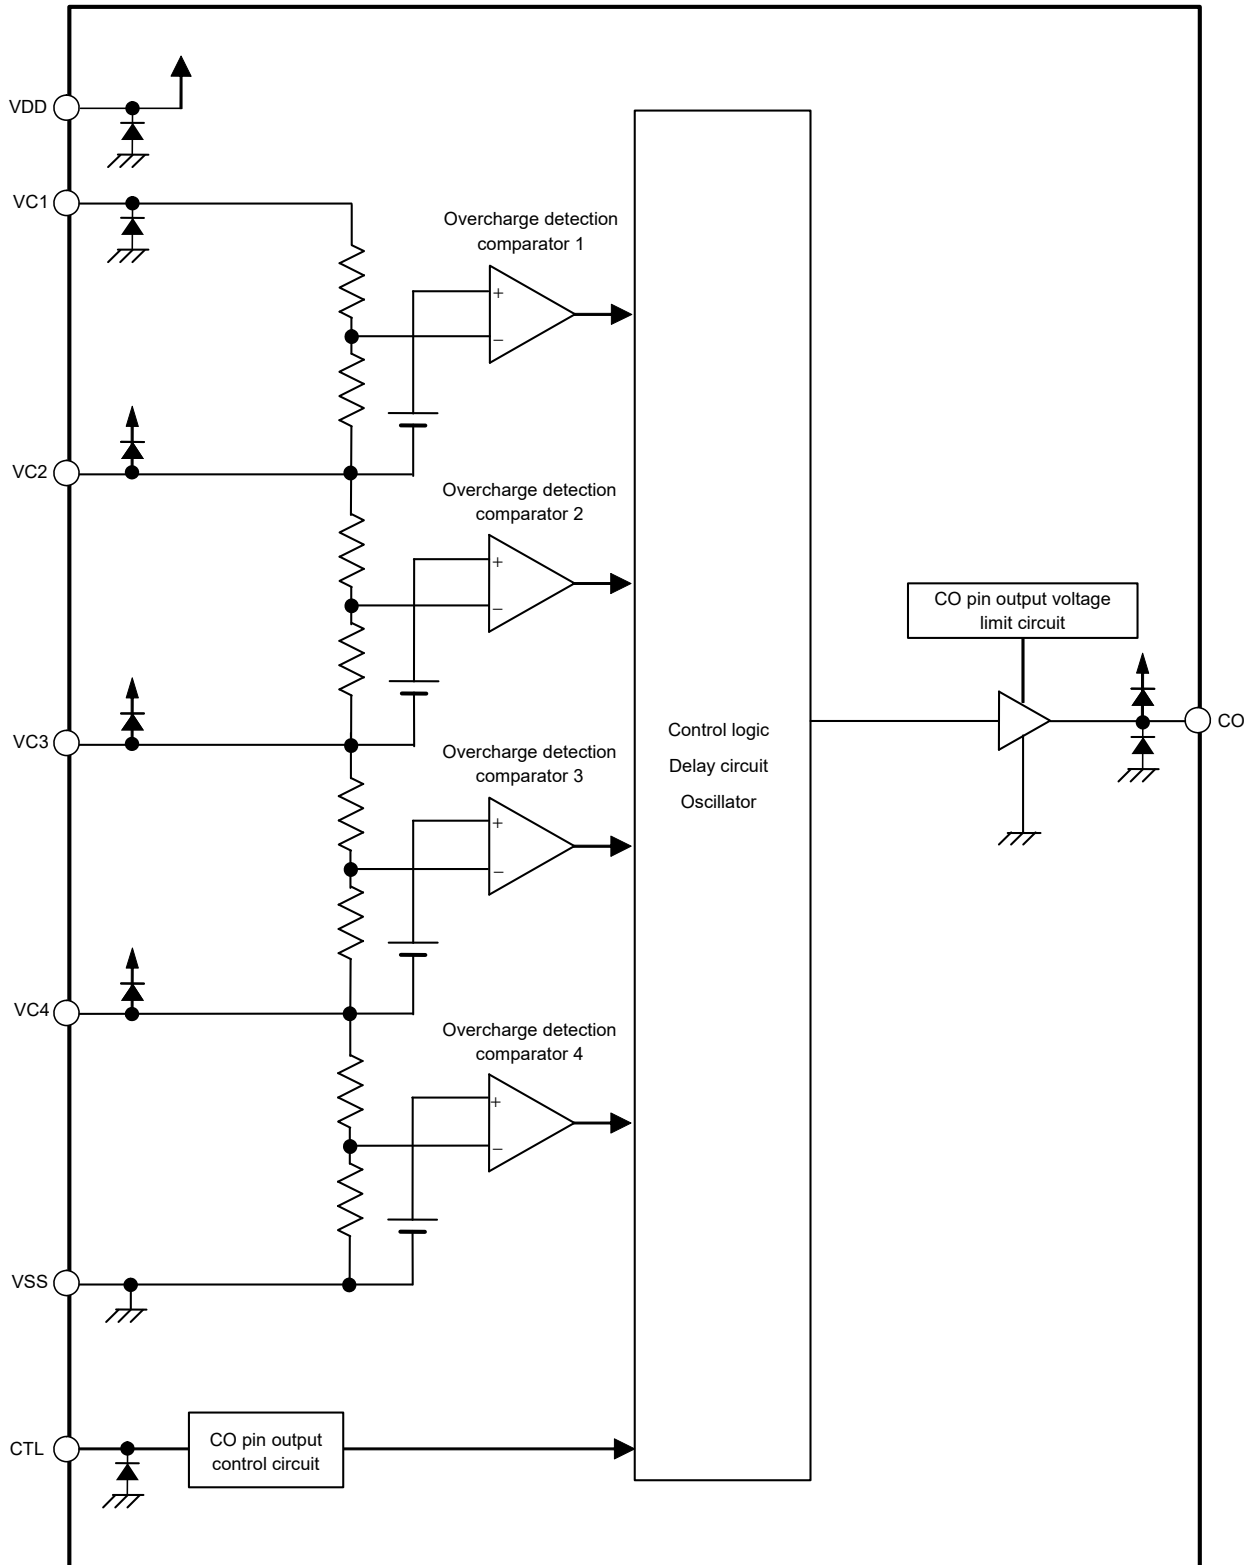 VDD
VC1
Overcharge detection
comparator 1
+
−
VC2
Overcharge detection
comparator 2
+
−
CO pin output voltage
limit circuit
VC3
CO
Control logic
Delay circuit
Oscillator
Overcharge detection
comparator 3
+
−
VC4
Overcharge detection
comparator 4
+
−
VSS
CTL
CO pin output
control circuit